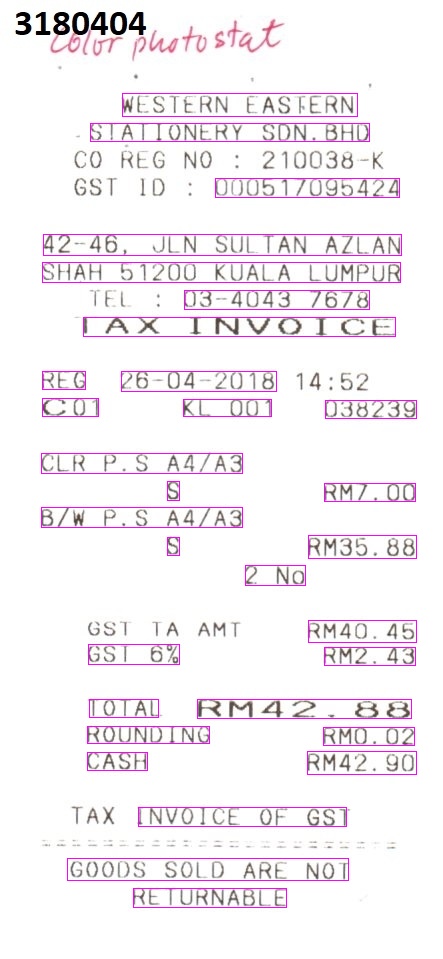 3180404
color photostat
WESTERN EASTERN
STATIONERY SDN.BHD
CO REG NO : 210038-K
GST ID : 000517095424
42-46, JLN SULTAN AZLAN
SHAH 51200 KUALA LUMPUR
TEL : 03-4043 7678
TAX INVOICE
REG 26-04-2018 14:52
C01 KL 001 038239
CLR P.S A4/A3
S RM7.00
B/W P.S A4/A3
S RM35.88
2 No
GST TA AMT RM40.45
GST 6% RM2.43
TOTAL RM42.88
ROUNDING RM0.02
CASH RM42.90
TAX INVOICE OF GST
GOODS SOLD ARE NOT
RETURNABLE